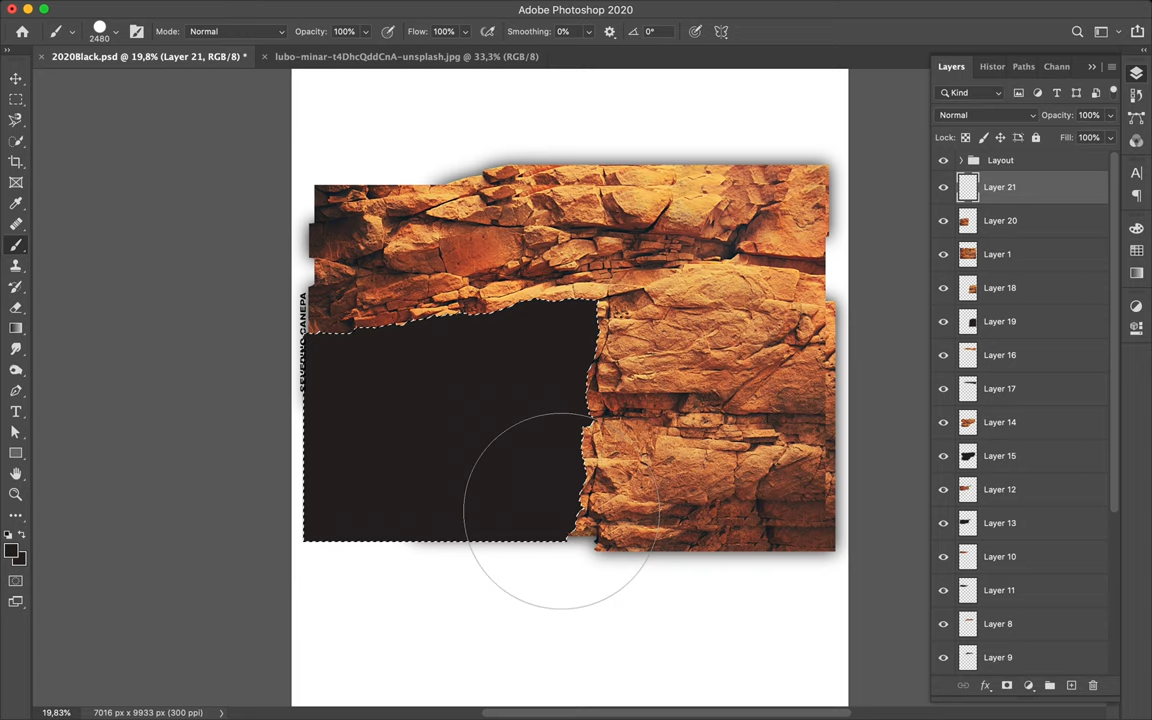 Adobe Photoshop 2020
2480
Mode: Normal
Opacity: 100%
Flow: 100%
Smoothing: 0%
0°
2020Black.psd @ 19,8% (Layer 21, RGB/8) *
lubo-minar-t4DhcQddCnA-unsplash.jpg @ 33,3% (RGB/8)
Layers
Histor
Paths
Chann
Kind
Normal
Opacity: 100%
Lock:
Fill: 100%
Layout
Layer 21
Layer 20
Layer 1
Layer 18
Layer 19
Layer 16
Layer 17
Layer 14
Layer 15
Layer 12
Layer 13
Layer 10
Layer 11
Layer 8
Layer 9
CANEPA
19,83%
7016 px x 9933 px (300 ppi)